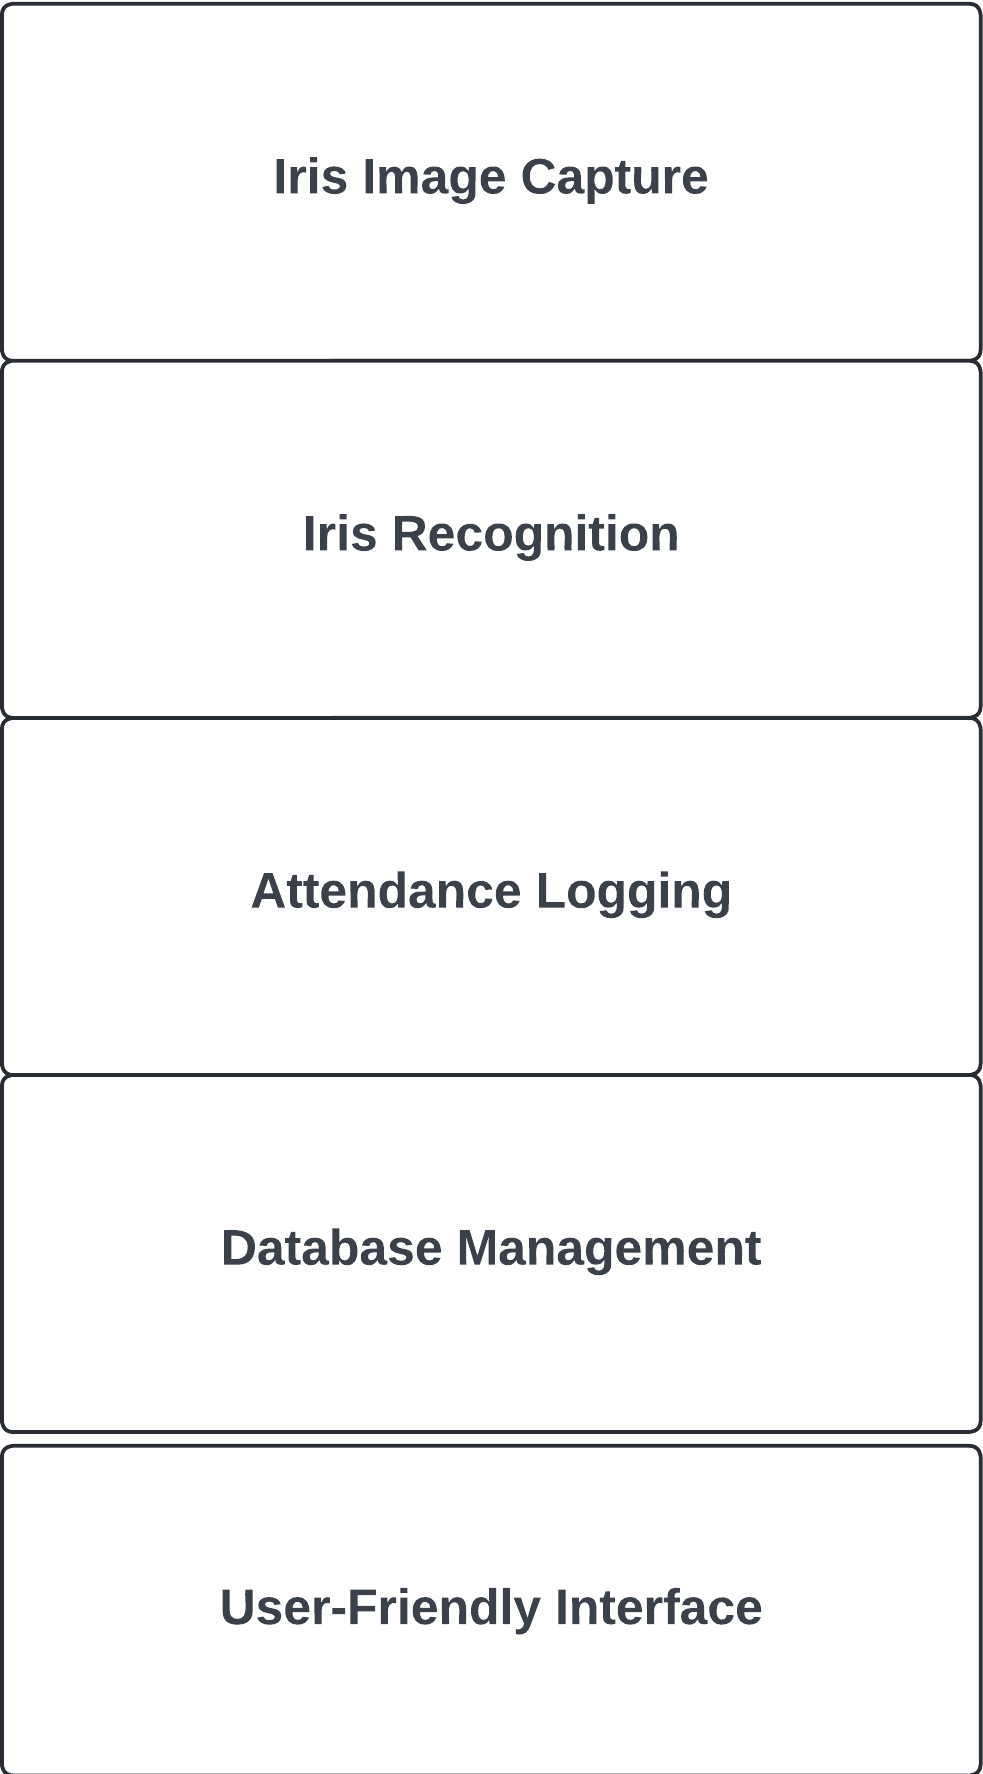 Iris Image Capture
Iris Recognition
Attendance Logging
Database Management
User-Friendly Interface